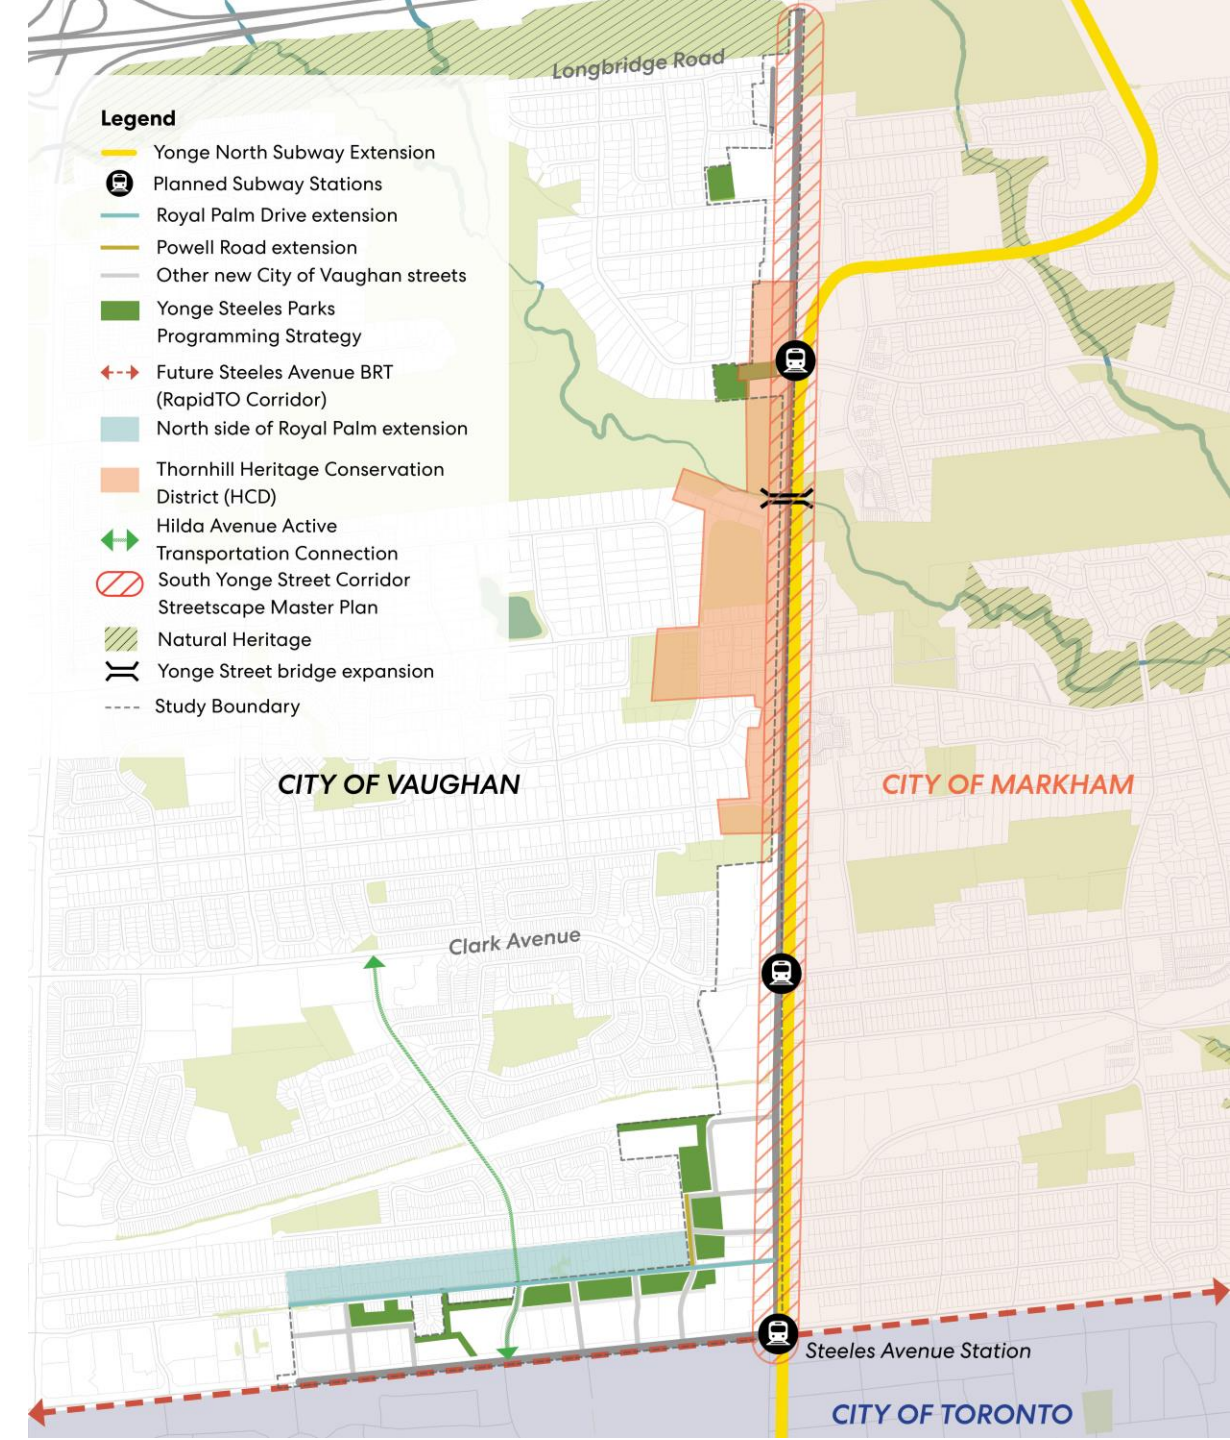 Longbridge Road
Legend
Yonge North Subway Extension
Planned Subway Stations
Royal Palm Drive extension
Powell Road extension
Other new City of Vaughan streets
Yonge Steeles Parks
Programming Strategy
Future Steeles Avenue BRT
(RapidTO Corridor)
North side of Royal Palm extension
Thornhill Heritage Conservation
District (HCD)
Hilda Avenue Active
Transportation Connection
South Yonge Street Corridor
Streetscape Master Plan
Natural Heritage
Yonge Street bridge expansion
Study Boundary
CITY OF VAUGHAN
CITY OF MARKHAM
Clark Avenue
Steeles Avenue Station
CITY OF TORONTO